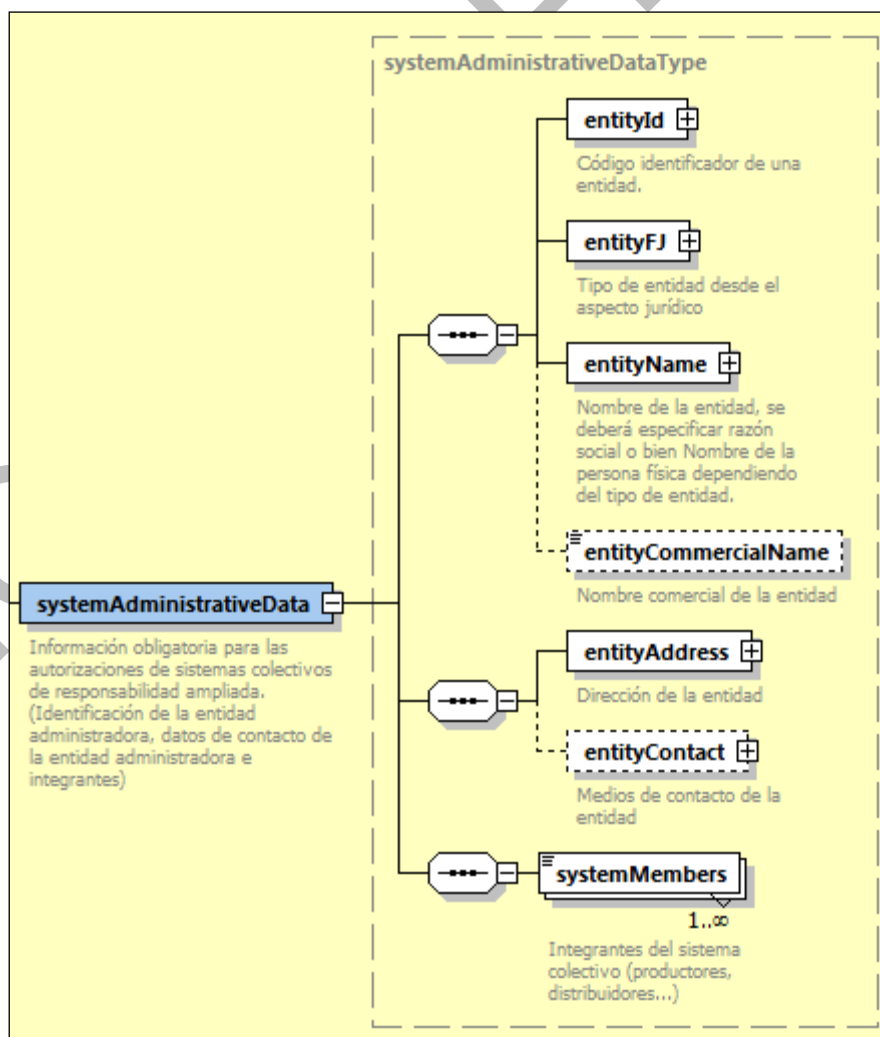 systemAdministrativeDataType
entityId
Código identificador de una
entidad.
entityFJ
Tipo de entidad desde el
aspecto jurídico
entityName
Nombre de la entidad, se
deberá especificar razón
social o bien Nombre de la
persona física dependiendo
del tipo de entidad.
entityCommercialName
Nombre comercial de la entidad
systemAdministrativeData
Información obligatoria para las
autorizaciones de sistemas colectivos
de responsabilidad ampliada.
(Identificación de la entidad
administradora, datos de contacto de
la entidad administradora e
integrantes)
entityAddress
Dirección de la entidad
entityContact
Medios de contacto de la
entidad
systemMembers
1..∞
Integrantes del sistema
colectivo (productores,
distribuidores...)